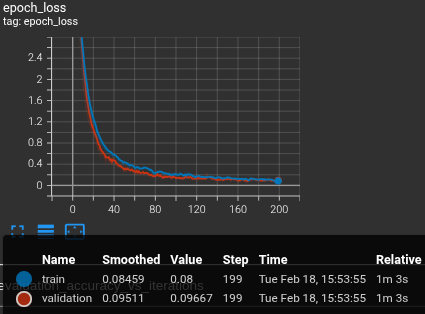 epoch_loss
tag: epoch_loss
2.4
2
1.6
1.2
0.8
0.4
0
0 40 80 120 160 200
Name Smoothed Value Step Time Relative
train 0.08459 0.08 199 Tue Feb 18, 15:53:55 1m 3s
evaluation_accuracy_vs_iterations
validation 0.09511 0.09667 199 Tue Feb 18, 15:53:55 1m 3s